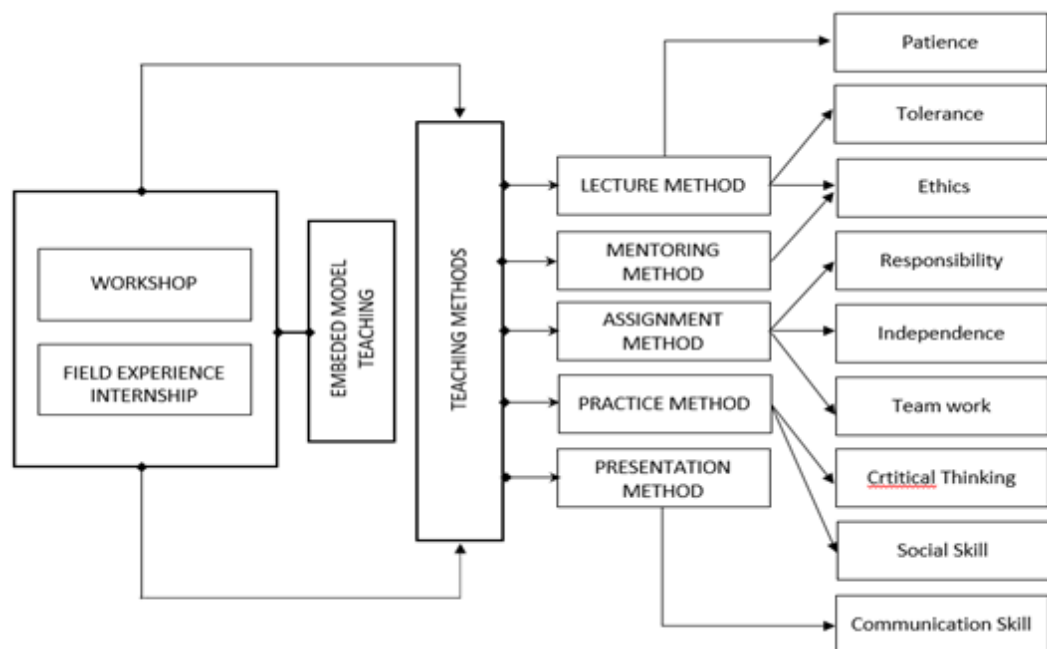 WORKSHOP
FIELD EXPERIENCE
INTERNSHIP
EMBEDED MODEL
TEACHING
TEACHING METHODS
LECTURE METHOD
MENTORING
METHOD
ASSIGNMENT
METHOD
PRACTICE METHOD
PRESENTATION
METHOD
Patience
Tolerance
Ethics
Responsibility
Independence
Team work
Crtitical Thinking
Social Skill
Communication Skill